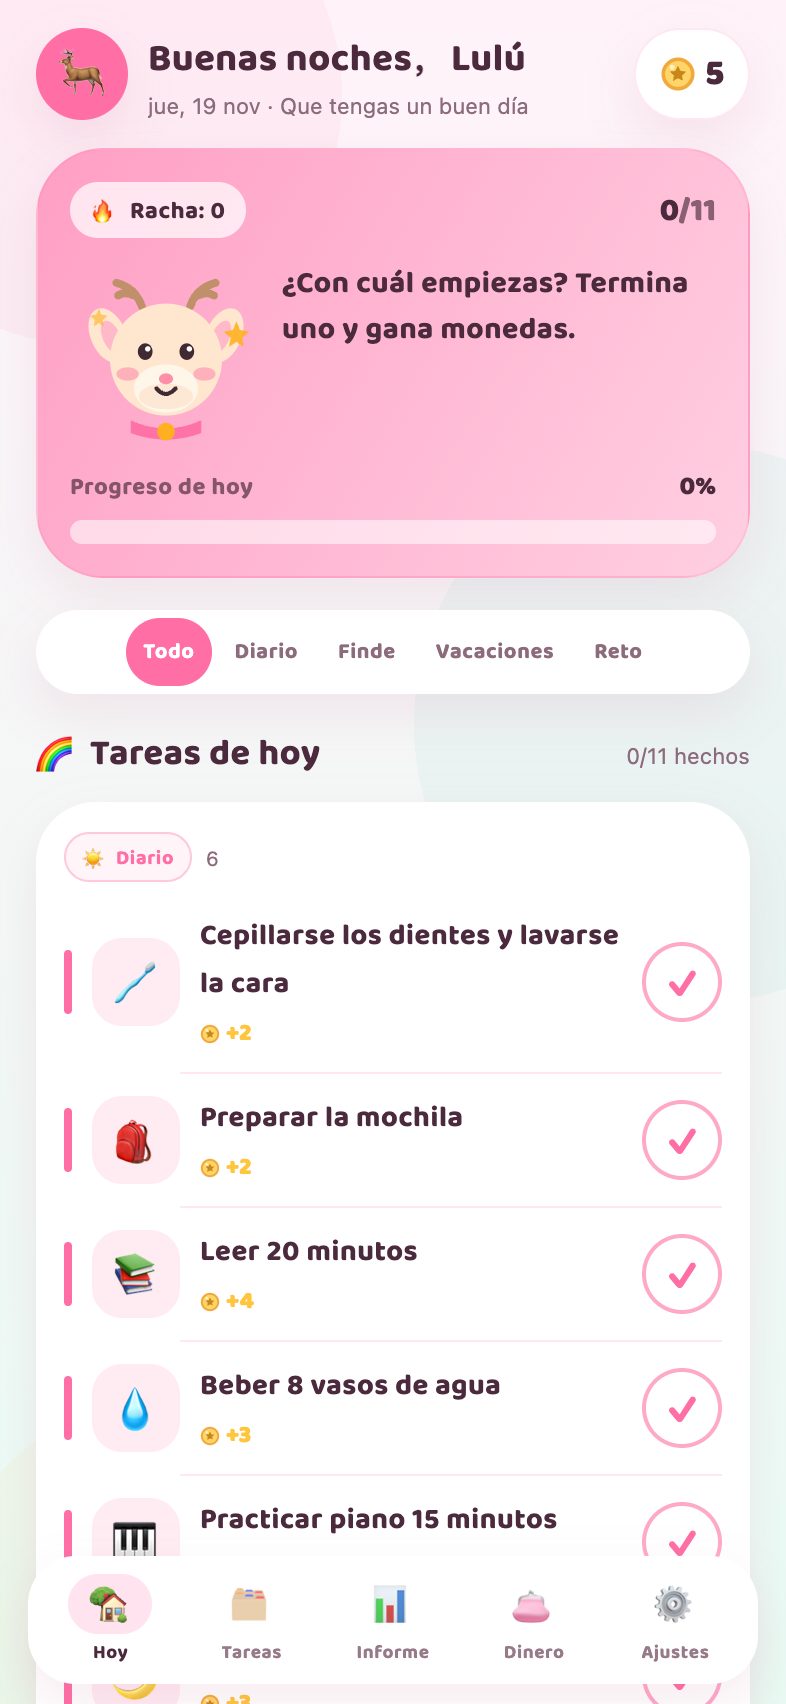 Buenas noches, Lulú
jue, 19 nov · Que tengas un buen día
5
Racha: 0
0/11
¿Con cuál empiezas? Termina
uno y gana monedas.
Progreso de hoy
0%
Todo Diario Finde Vacaciones Reto
Tareas de hoy
0/11 hechos
Diario 6
Cepillarse los dientes y lavarse
la cara
+2
Preparar la mochila
+2
Leer 20 minutos
+4
Beber 8 vasos de agua
+3
Practicar piano 15 minutos
Hoy Tareas Informe Dinero Ajustes
+3